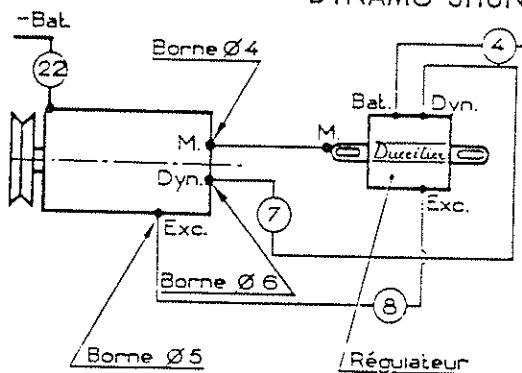 DYNAMO SHUN
-Bat.
22
Borne Ø 4
4
Bat.
Dyn.
M.
M.
Ducellier
Dyn.
7
Exc.
Exc.
Borne Ø 6
8
Borne Ø 5
Régulateur